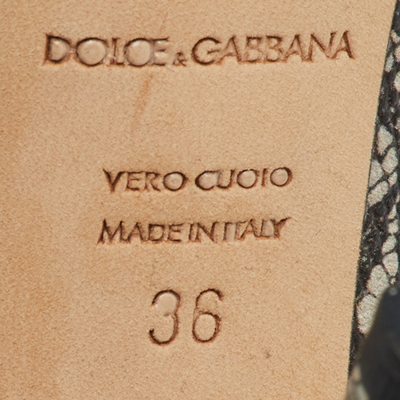 DOLCE & GABBANA
VERO CUOIO
MADE IN ITALY
36